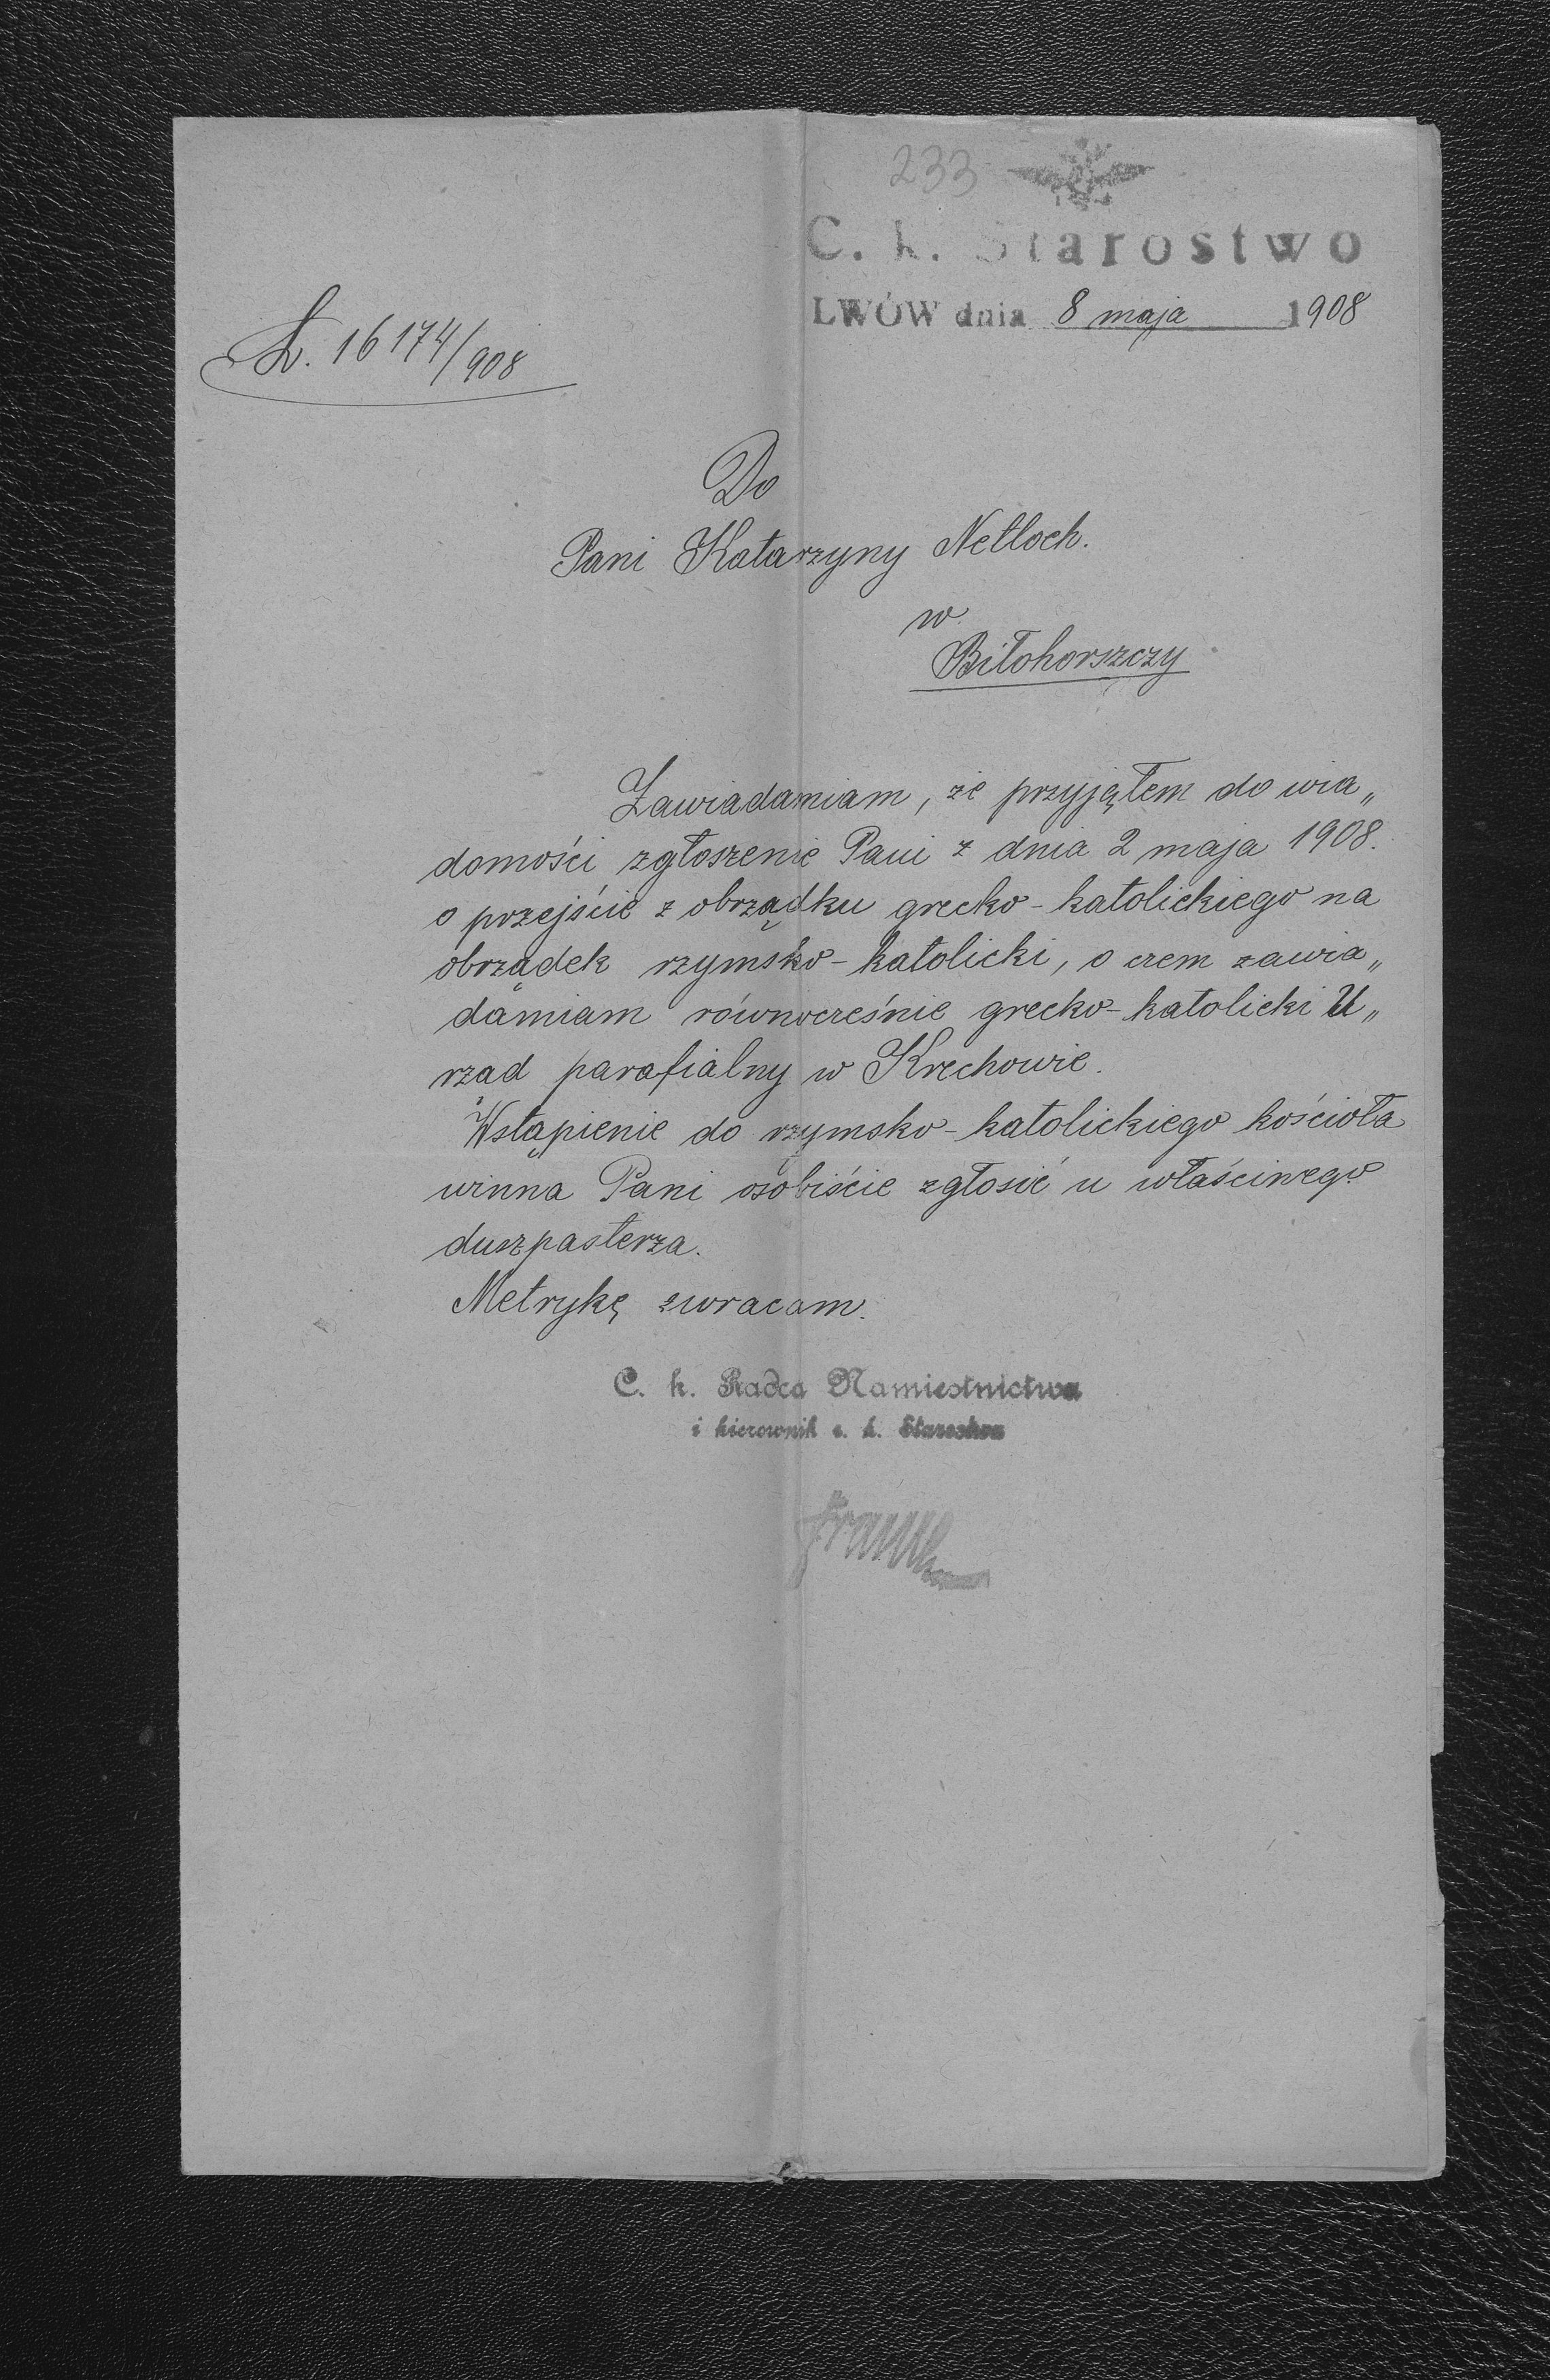 233
C. k. Starostwo
LWÓW dnia 8 maja 1908
L. 16174/908
Do
Pani Katarzyny Netloch.
w
Biłohorszczy
Zawiadamiam, że przyjąłem do wia„
domości zgłoszenie Pani z dnia 2 maja 1908.
o przejście z obrządku grecko-katolickiego na
obrządek rzymsko-katolicki, o czem zawia„
damiam równocześnie grecko-katolicki U„
rząd parafialny w Krechowie.
Wstąpienie do rzymsko-katolickiego kościoła
winna Pani osobiście zgłosić u właściwego
duszpasterza.
Metrykę zwracam.
C. k. Radca Namiestnictwa
i kierownik c. k. Starostwa